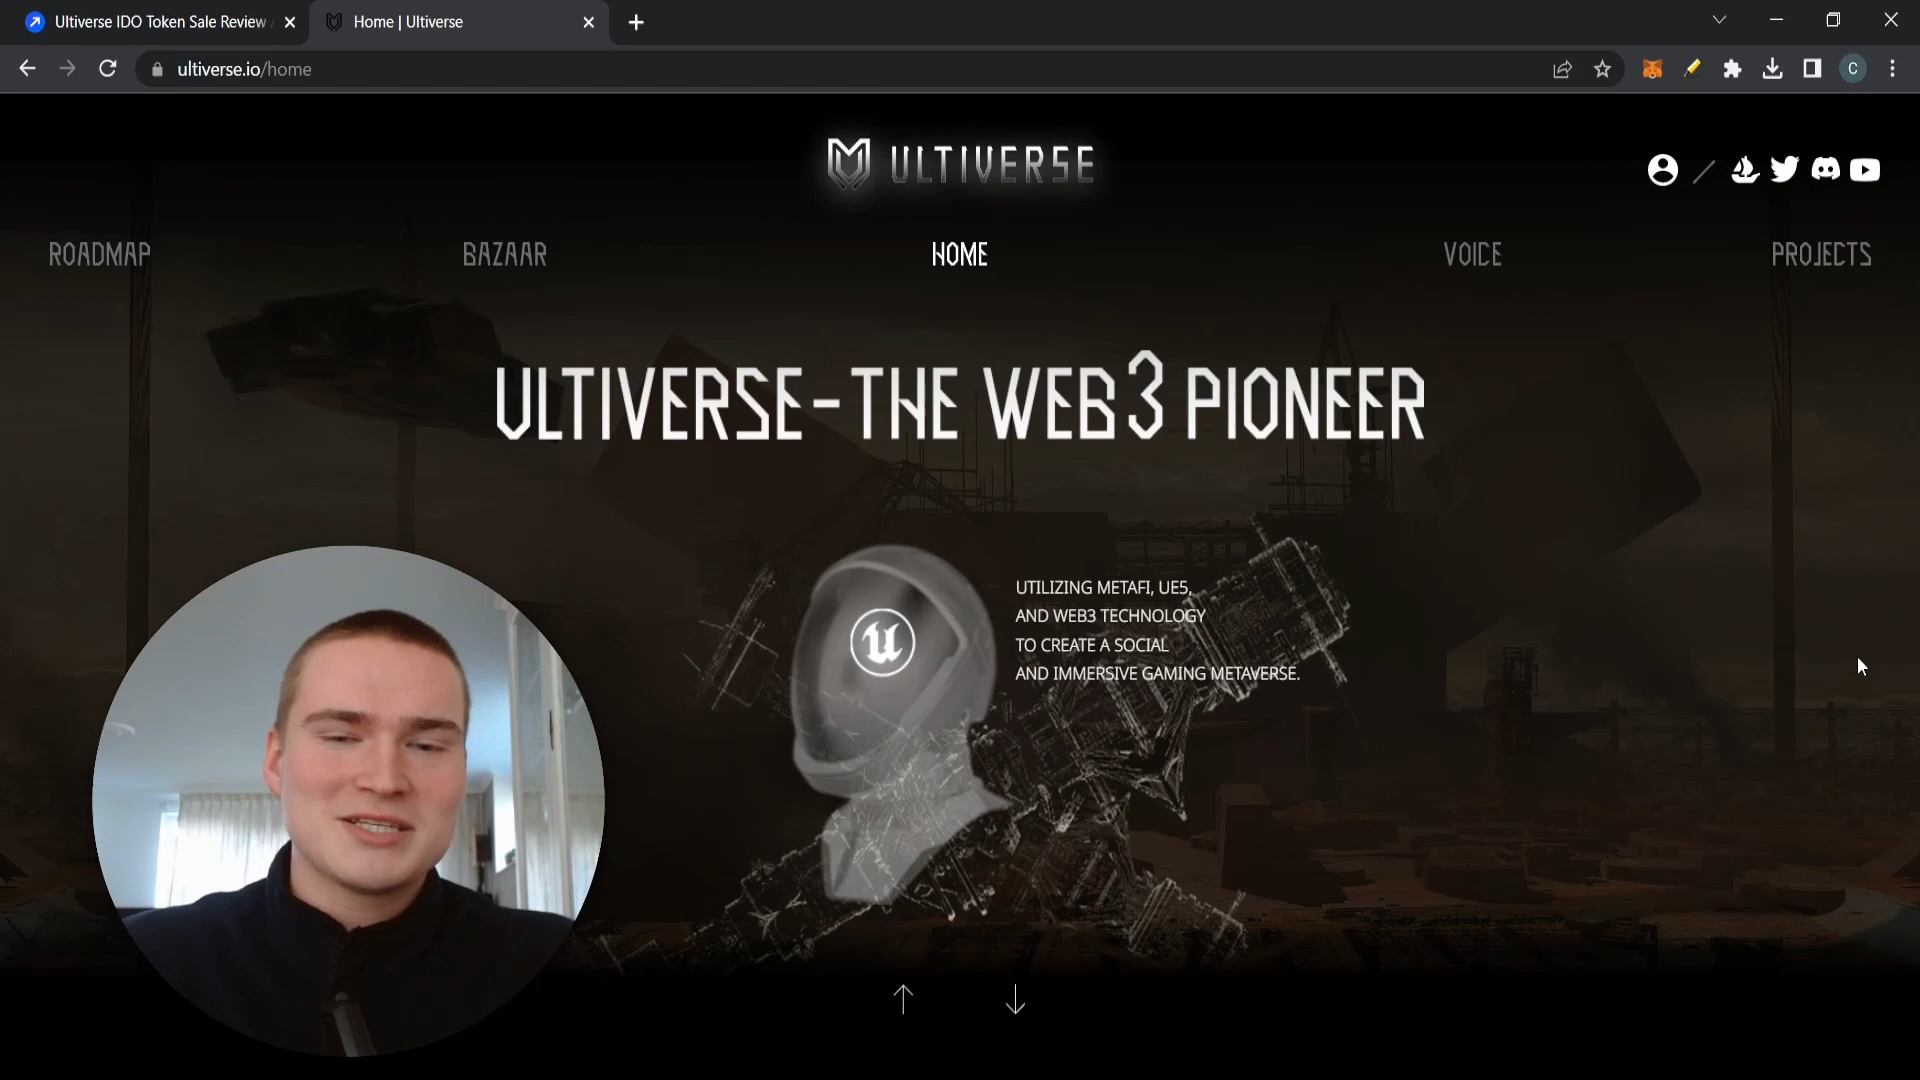 Ultiverse IDO Token Sale Review
Home | Ultiverse
ultiverse.io/home
C
ULTIVERSE
ROADMAP
BAZAAR
HOME
VOICE
PROJECTS
ULTIVERSE-THE WEB3 PIONEER
UTILIZING METAFI, UE5,
AND WEB3 TECHNOLOGY
TO CREATE A SOCIAL
AND IMMERSIVE GAMING METAVERSE.